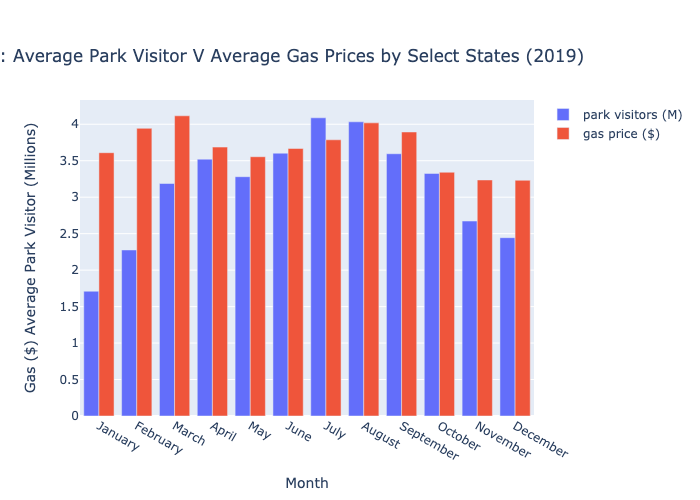 : Average Park Visitor V Average Gas Prices by Select States (2019)
park visitors (M)
gas price ($)
Gas ($) Average Park Visitor (Millions)
4
3.5
3
2.5
2
1.5
1
0.5
0
January
February
March
April
May
June
July
August
September
October
November
December
Month